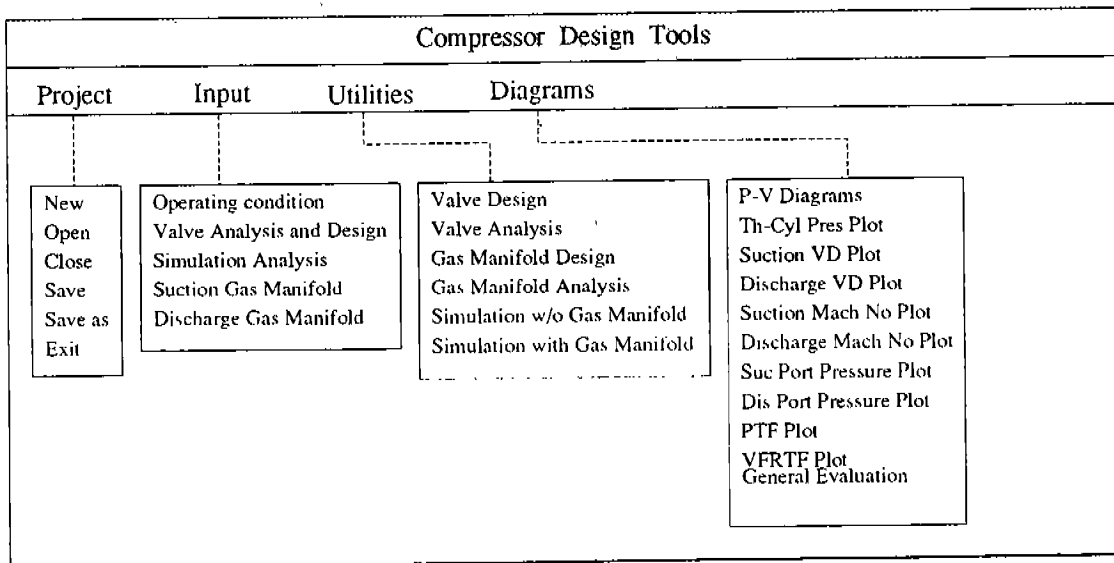 Compressor Design Tools
Project Input Utilities Diagrams
New
Open
Close
Save
Save as
Exit
Operating condition
Valve Analysis and Design
Simulation Analysis
Suction Gas Manifold
Discharge Gas Manifold
Valve Design
Valve Analysis
Gas Manifold Design
Gas Manifold Analysis
Simulation w/o Gas Manifold
Simulation with Gas Manifold
P-V Diagrams
Th-Cyl Pres Plot
Suction VD Plot
Discharge VD Plot
Suction Mach No Plot
Discharge Mach No Plot
Suc Port Pressure Plot
Dis Port Pressure Plot
PTF Plot
VFRTF Plot
General Evaluation